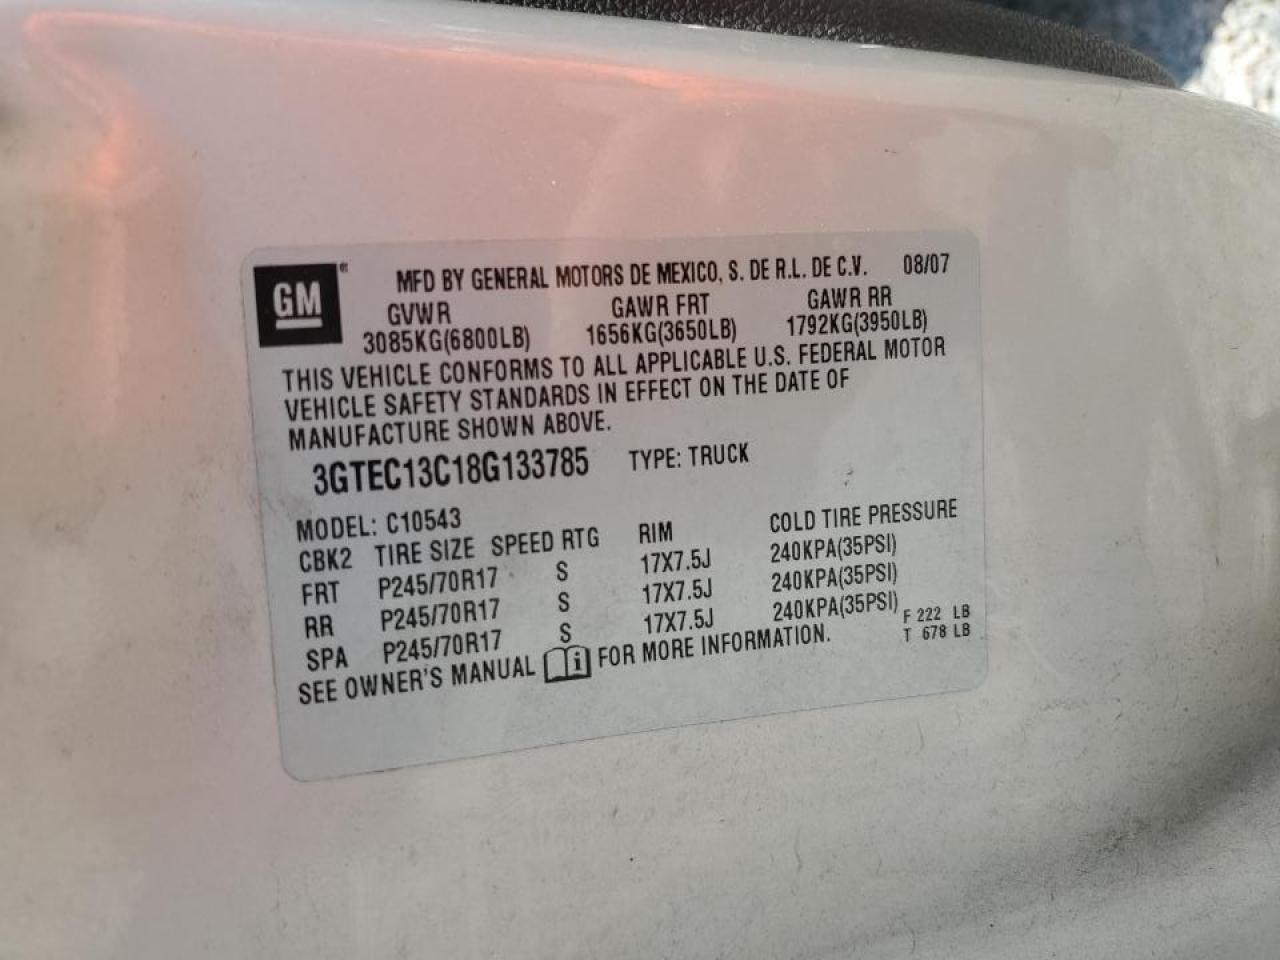 GM ® MFD BY GENERAL MOTORS DE MEXICO, S. DE R.L. DE C.V. 08/07
GVWR GAWR FRT GAWR RR
3085KG(6800LB) 1656KG(3650LB) 1792KG(3950LB)
THIS VEHICLE CONFORMS TO ALL APPLICABLE U.S. FEDERAL MOTOR
VEHICLE SAFETY STANDARDS IN EFFECT ON THE DATE OF
MANUFACTURE SHOWN ABOVE.
3GTEC13C18G133785 TYPE: TRUCK
MODEL: C10543
CBK2 TIRE SIZE SPEED RTG RIM COLD TIRE PRESSURE
FRT P245/70R17 S 17X7.5J 240KPA(35PSI)
RR P245/70R17 S 17X7.5J 240KPA(35PSI)
SPA P245/70R17 S 17X7.5J 240KPA(35PSI)
SEE OWNER'S MANUAL i FOR MORE INFORMATION.
F 222 LB
T 678 LB